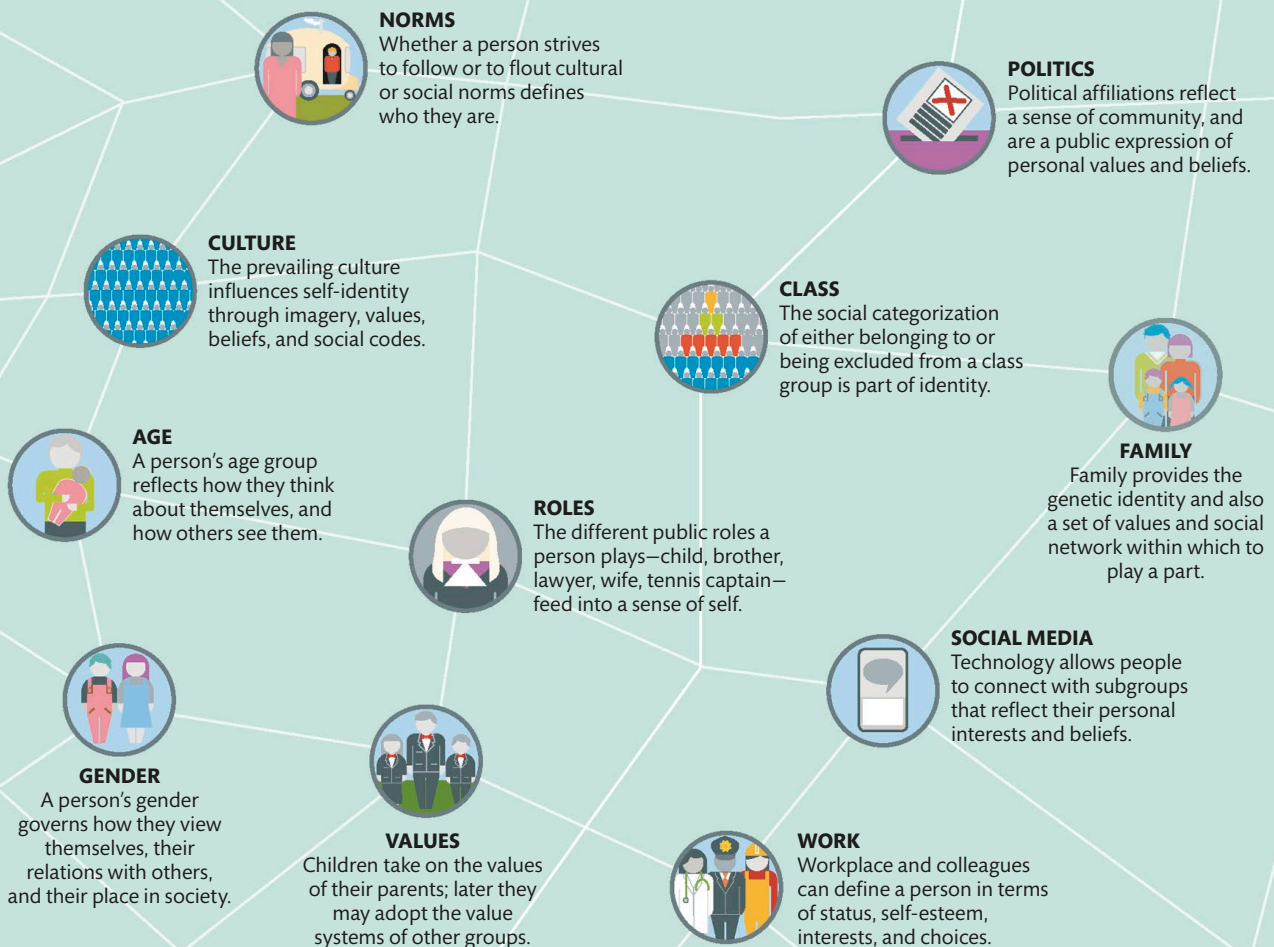 NORMS
Whether a person strives
to follow or to flout cultural
or social norms defines
who they are.
POLITICS
Political affiliations reflect
a sense of community, and
are a public expression of
personal values and beliefs.
CULTURE
The prevailing culture
influences self-identity
through imagery, values,
beliefs, and social codes.
CLASS
The social categorization
of either belonging to or
being excluded from a class
group is part of identity.
FAMILY
Family provides the
genetic identity and also
a set of values and social
network within which to
play a part.
AGE
A person's age group
reflects how they think
about themselves, and
how others see them.
ROLES
The different public roles a
person plays—child, brother,
lawyer, wife, tennis captain—
feed into a sense of self.
SOCIAL MEDIA
Technology allows people
to connect with subgroups
that reflect their personal
interests and beliefs.
GENDER
A person's gender
governs how they view
themselves, their
relations with others,
and their place in society.
VALUES
Children take on the values
of their parents; later they
may adopt the value
systems of other groups.
WORK
Workplace and colleagues
can define a person in terms
of status, self-esteem,
interests, and choices.